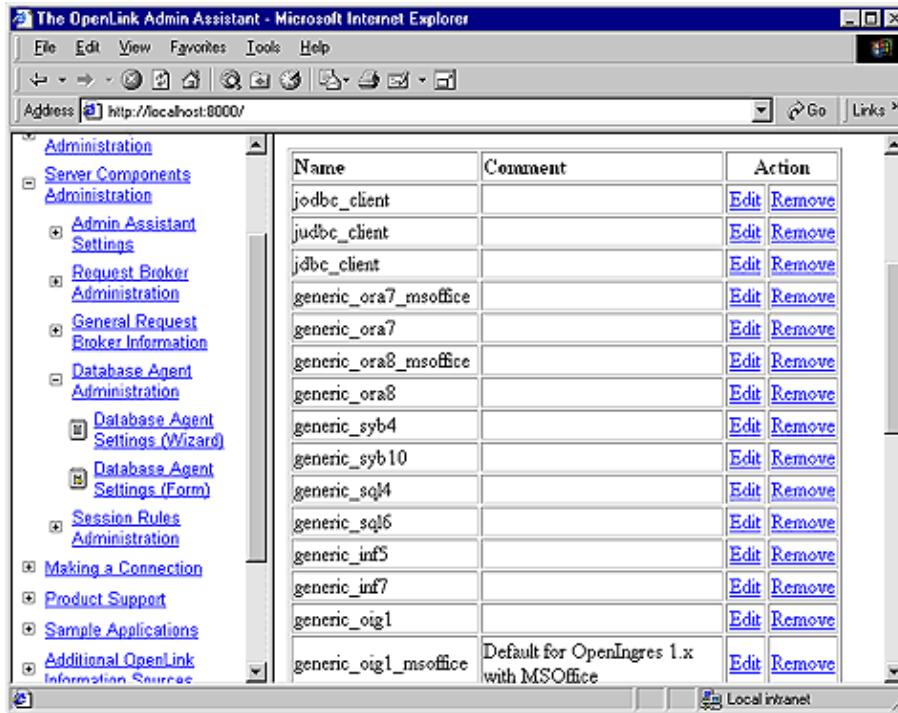 The OpenLink Admin Assistant - Microsoft Internet Explorer
File Edit View Favorites Tools Help
Address http://localhost:8000/ Go Links »
Administration
Server Components
Administration
Admin Assistant
Settings
Request Broker
Administration
General Request
Broker Information
Database Agent
Administration
Database Agent
Settings (Wizard)
Database Agent
Settings (Form)
Session Rules
Administration
Making a Connection
Product Support
Sample Applications
Additional OpenLink
Information Sources
Name Comment Action
jodbc_client Edit Remove
judbc_client Edit Remove
jdbc_client Edit Remove
generic_ora7_msoffice Edit Remove
generic_ora7 Edit Remove
generic_ora8_msoffice Edit Remove
generic_ora8 Edit Remove
generic_syb4 Edit Remove
generic_syb10 Edit Remove
generic_sql4 Edit Remove
generic_sql6 Edit Remove
generic_inf5 Edit Remove
generic_inf7 Edit Remove
generic_oig1 Edit Remove
generic_oig1_msoffice Default for OpenIngres 1.x Edit Remove
with MSOffice
Local intranet